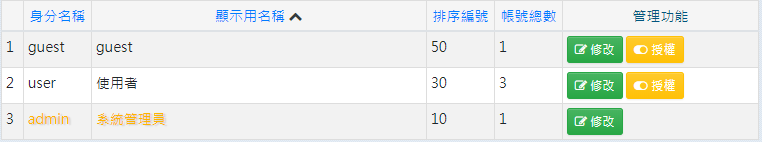 身分名稱 顯示用名稱 排序編號 帳號總數 管理功能
1 guest guest 50 1 修改 授權
2 user 使用者 30 3 修改 授權
3 admin 系統管理員 10 1 修改